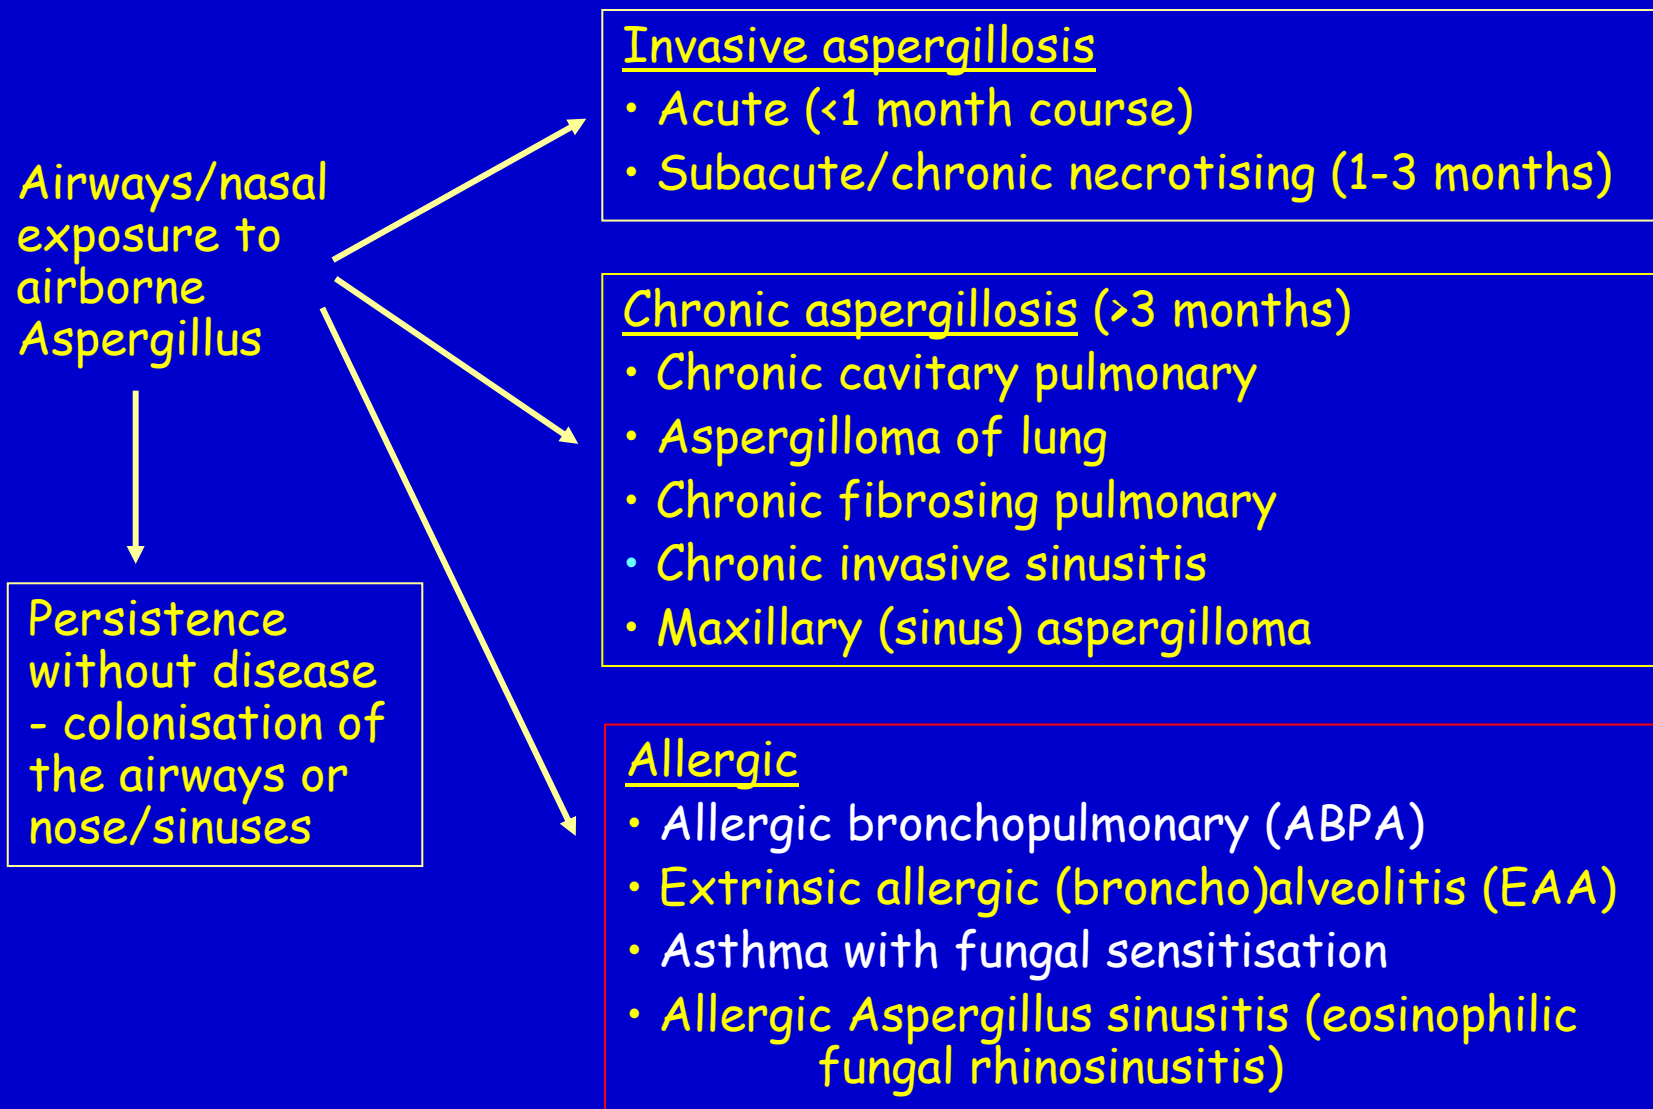 Airways/nasal
exposure to
airborne
Aspergillus
Persistence
without disease
- colonisation of
the airways or
nose/sinuses
Invasive aspergillosis
• Acute (<1 month course)
• Subacute/chronic necrotising (1-3 months)
Chronic aspergillosis (>3 months)
• Chronic cavitary pulmonary
• Aspergilloma of lung
• Chronic fibrosing pulmonary
• Chronic invasive sinusitis
• Maxillary (sinus) aspergilloma
Allergic
• Allergic bronchopulmonary (ABPA)
• Extrinsic allergic (broncho)alveolitis (EAA)
• Asthma with fungal sensitisation
• Allergic Aspergillus sinusitis (eosinophilic
fungal rhinosinusitis)